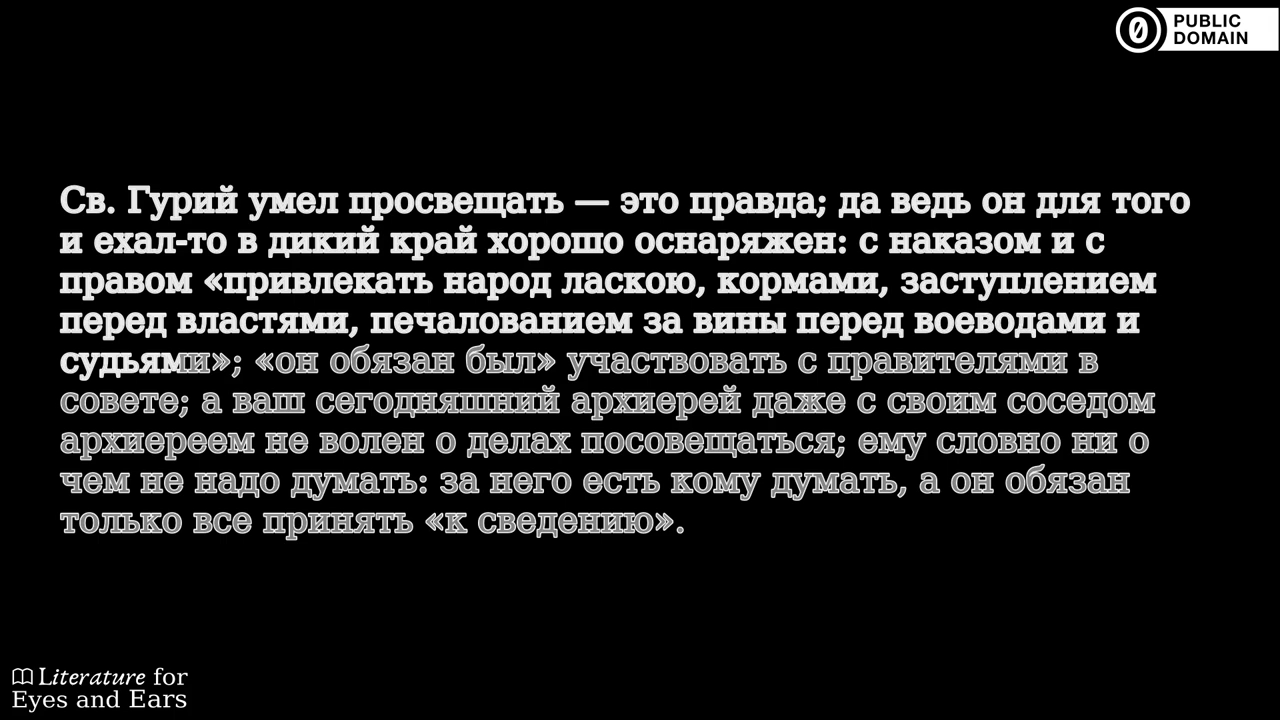 PUBLIC
DOMAIN
Св. Гурий умел просвещать — это правда; да ведь он для того
и ехал-то в дикий край хорошо оснаряжен: с наказом и с
правом «привлекать народ ласкою, кормами, заступлением
перед властями, печалованием за вины перед воеводами и
судьями»; «он обязан был» участвовать с правителями в
совете; а ваш сегодняшний архиерей даже с своим соседом
архиереем не волен о делах посовещаться; ему словно ни о
чем не надо думать: за него есть кому думать, а он обязан
только все принять «к сведению».
Literature for
Eyes and Ears